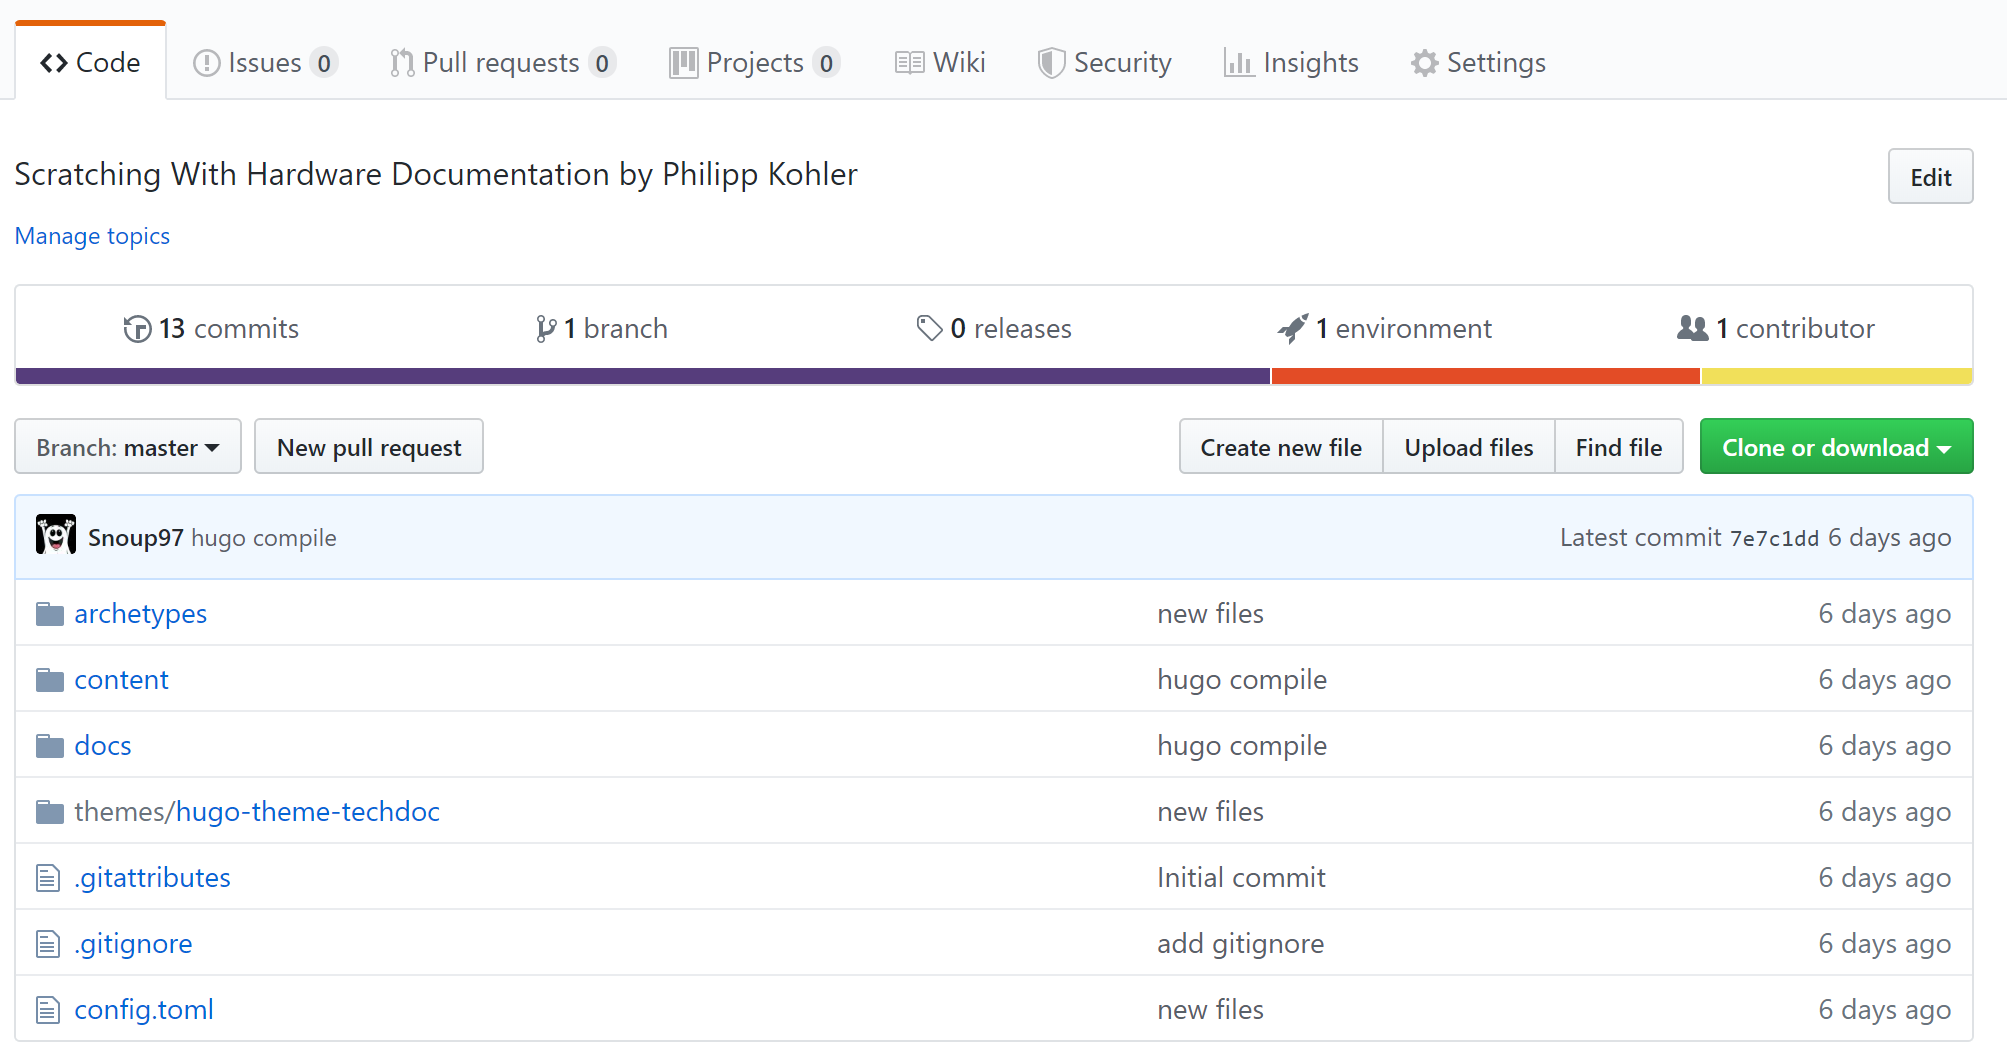 Code Issues 0 Pull requests 0 Projects 0 Wiki Security Insights Settings
Scratching With Hardware Documentation by Philipp Kohler
Edit
Manage topics
13 commits 1 branch 0 releases 1 environment 1 contributor
Branch: master New pull request Create new file Upload files Find file Clone or download
Snoup97 hugo compile Latest commit 7e7c1dd 6 days ago
archetypes new files 6 days ago
content hugo compile 6 days ago
docs hugo compile 6 days ago
themes/hugo-theme-techdoc new files 6 days ago
.gitattributes Initial commit 6 days ago
.gitignore add gitignore 6 days ago
config.toml new files 6 days ago